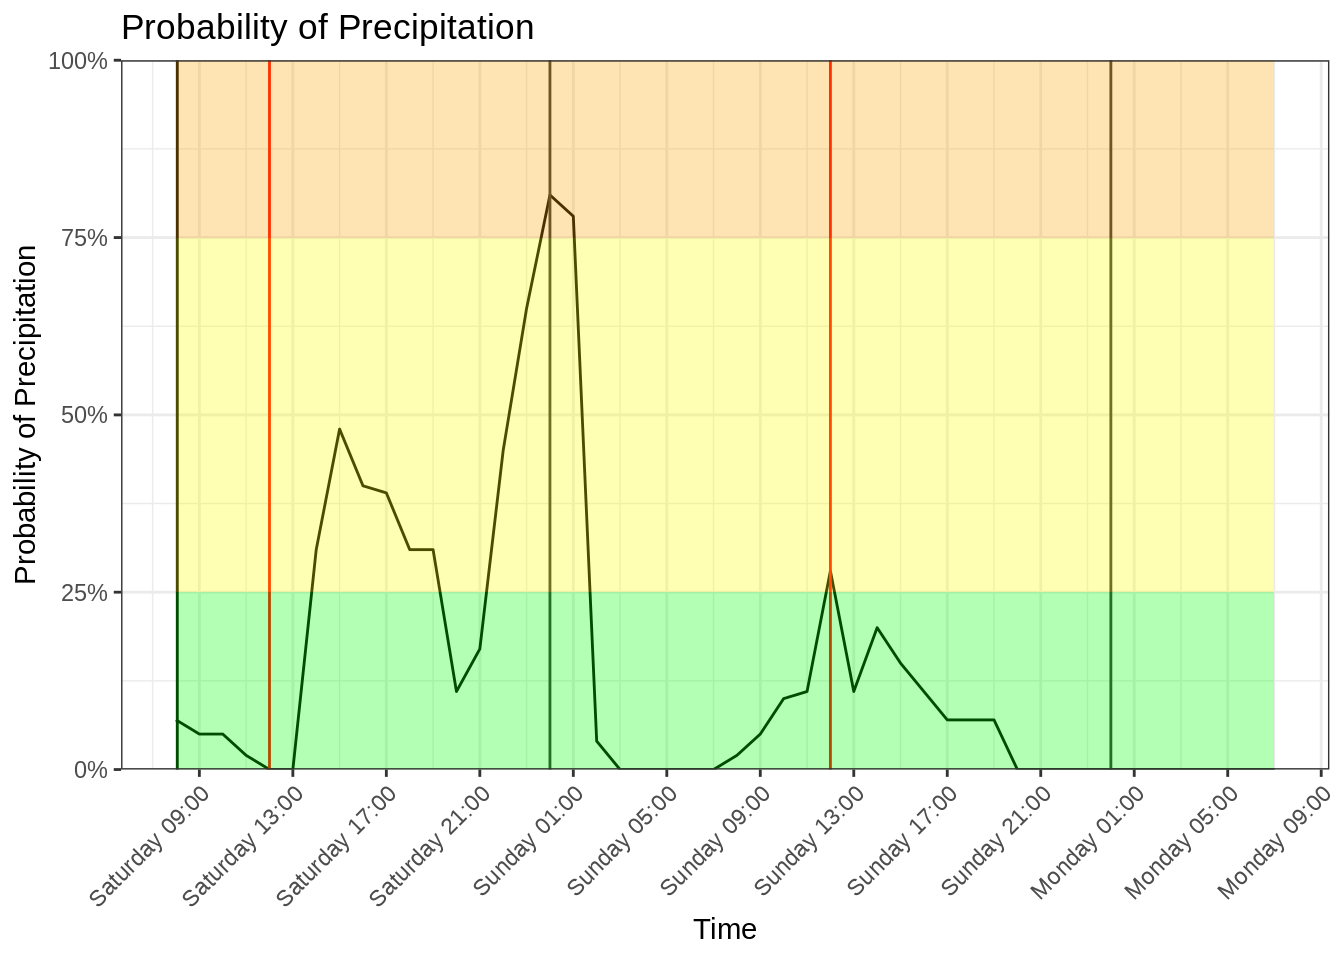 Probability of Precipitation
Probability of Precipitation
100%
75%
50%
25%
0%
Saturday 09:00
Saturday 13:00
Saturday 17:00
Saturday 21:00
Sunday 01:00
Sunday 05:00
Sunday 09:00
Sunday 13:00
Sunday 17:00
Sunday 21:00
Monday 01:00
Monday 05:00
Monday 09:00
Time